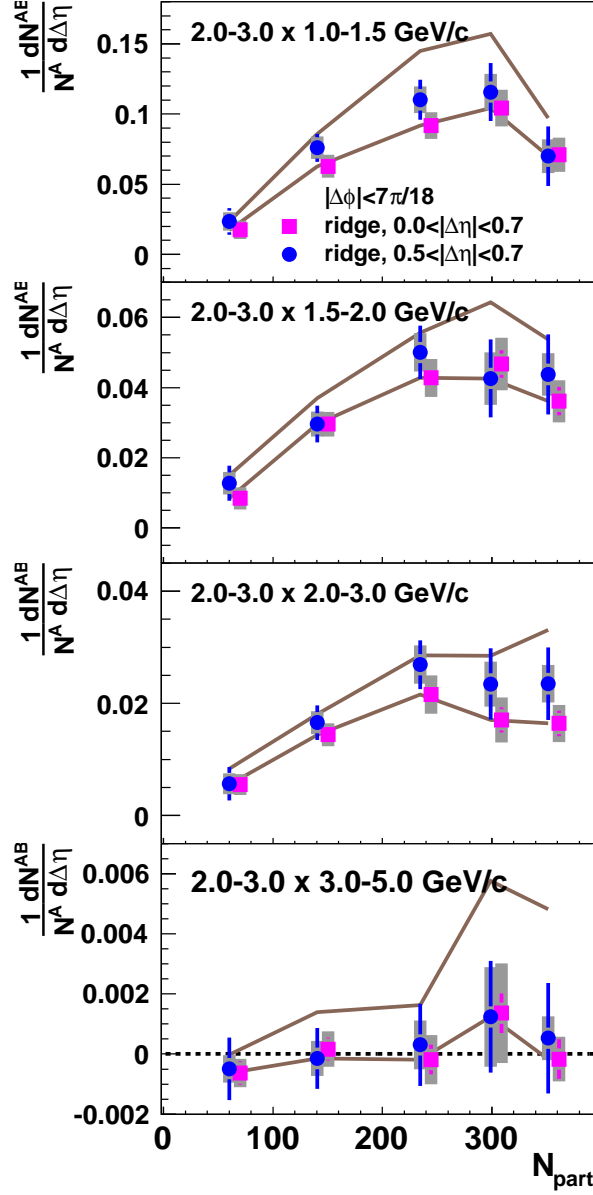 1 dN^AB
N^A dΔη
2.0-3.0 x 1.0-1.5 GeV/c
0.15
0.1
0.05
0
|Δϕ|<7π/18
ridge, 0.0<|Δη|<0.7
ridge, 0.5<|Δη|<0.7
1 dN^AB
N^A dΔη
2.0-3.0 x 1.5-2.0 GeV/c
0.06
0.04
0.02
0
1 dN^AB
N^A dΔη
2.0-3.0 x 2.0-3.0 GeV/c
0.04
0.02
0
1 dN^AB
N^A dΔη
2.0-3.0 x 3.0-5.0 GeV/c
0.006
0.004
0.002
0
-0.002
0 100 200 300
N_part